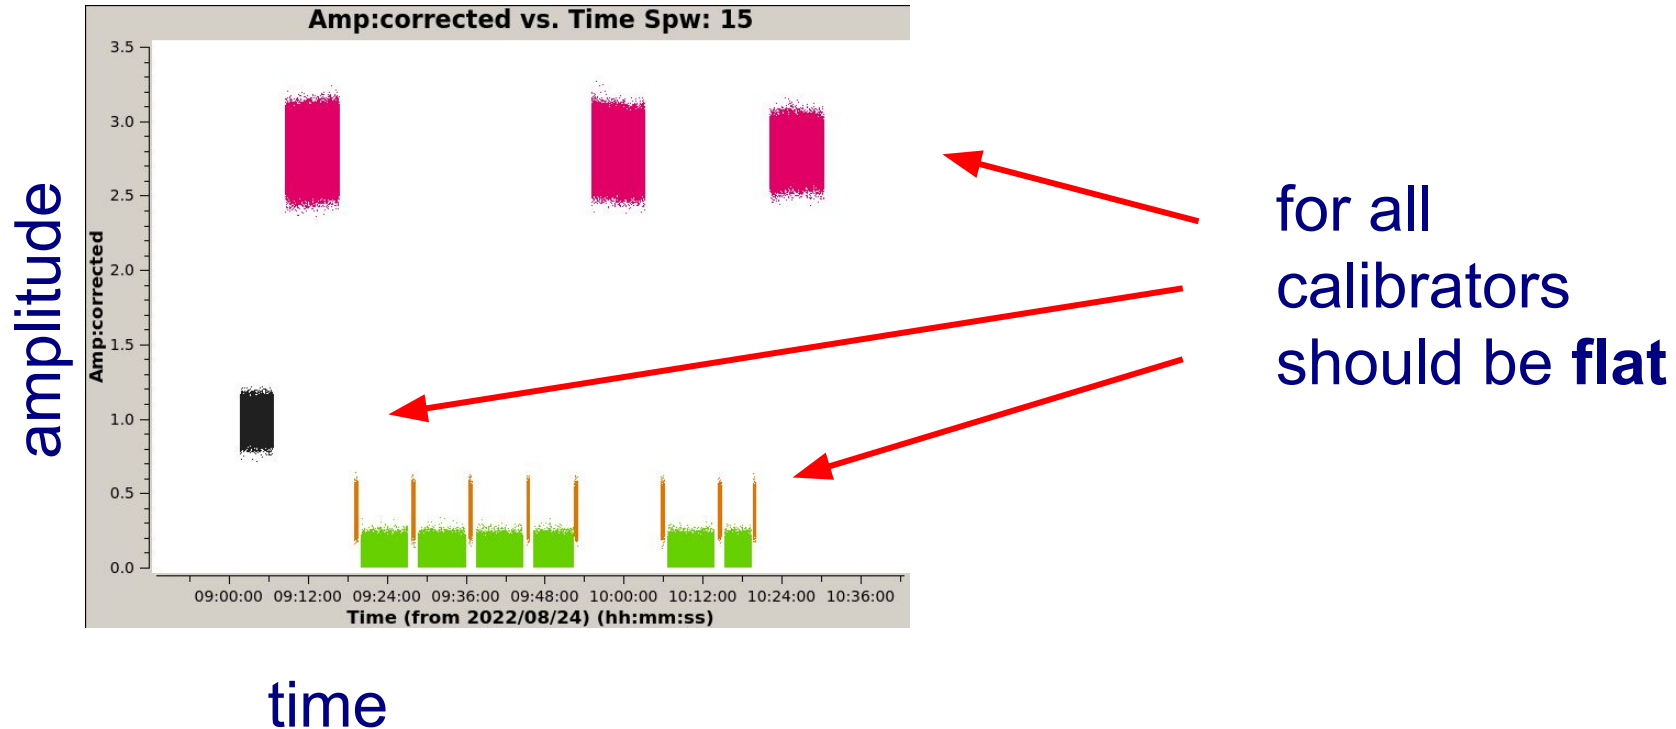 Amp:corrected vs. Time Spw: 15
3.5
3.0
2.5
2.0
1.5
1.0
0.5
0.0
Amp:corrected
amplitude
09:00:00 09:12:00 09:24:00 09:36:00 09:48:00 10:00:00 10:12:00 10:24:00 10:36:00
Time (from 2022/08/24) (hh:mm:ss)
time
for all
calibrators
should be flat